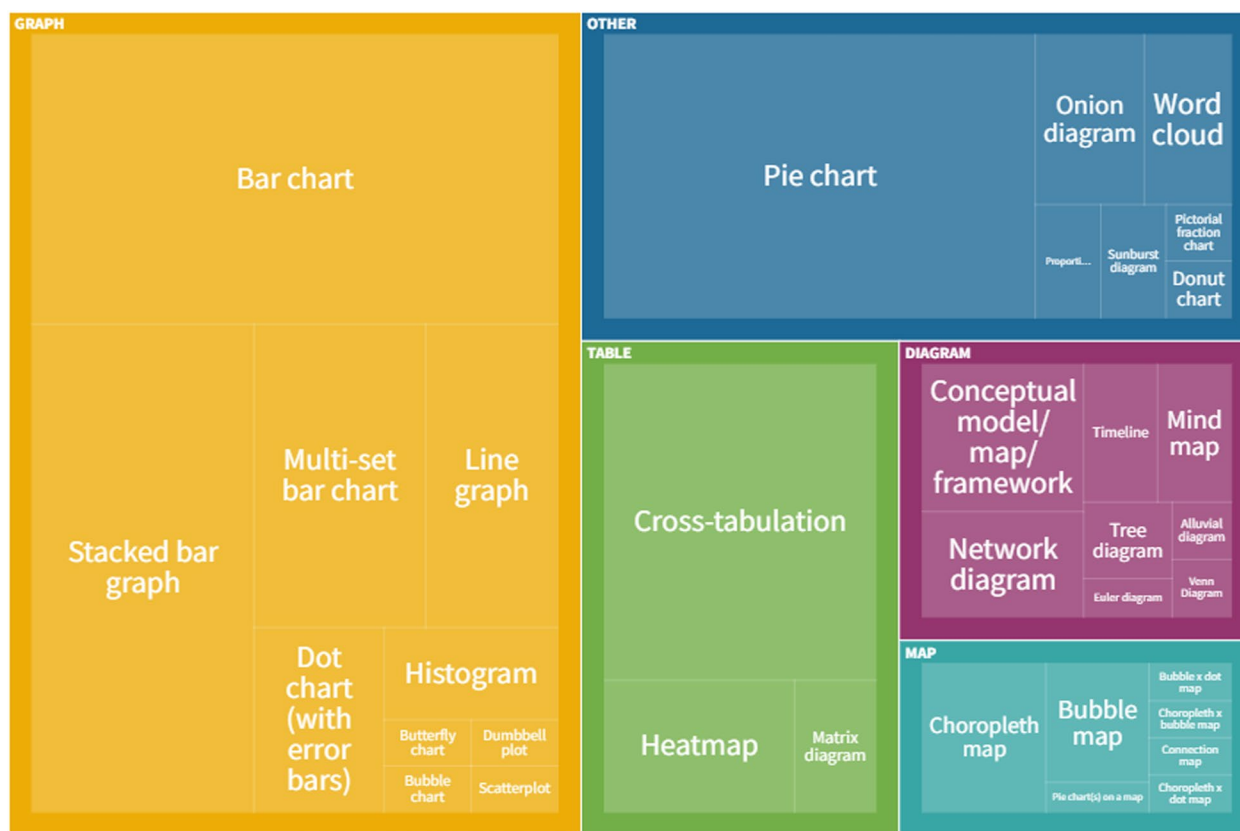 GRAPH
Bar chart
Stacked bar
graph
Multi-set
bar chart
Line
graph
Dot
chart
(with
error
bars)
Histogram
Butterfly
chart
Dumbbell
plot
Bubble
chart
Scatterplot
OTHER
Pie chart
Onion
diagram
Word
cloud
Proporti...
Sunburst
diagram
Pictorial
fraction
chart
Donut
chart
TABLE
Cross-tabulation
Heatmap
Matrix
diagram
DIAGRAM
Conceptual
model/
map/
framework
Timeline
Mind
map
Network
diagram
Tree
diagram
Alluvial
diagram
Euler diagram
Venn
Diagram
MAP
Choropleth
map
Bubble
map
Pie chart(s) on a map
Bubble x dot
map
Choropleth x
bubble map
Connection
map
Choropleth x
dot map